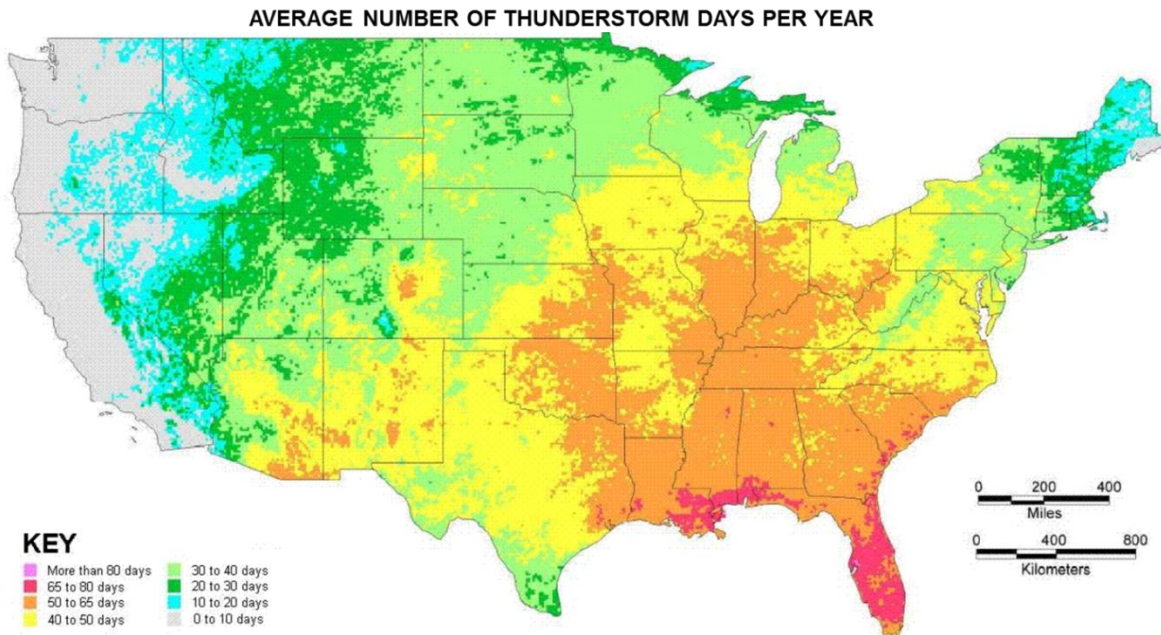 AVERAGE NUMBER OF THUNDERSTORM DAYS PER YEAR
0 200 400
Miles
0 400 800
Kilometers
KEY
More than 80 days
65 to 80 days
50 to 65 days
40 to 50 days
30 to 40 days
20 to 30 days
10 to 20 days
0 to 10 days